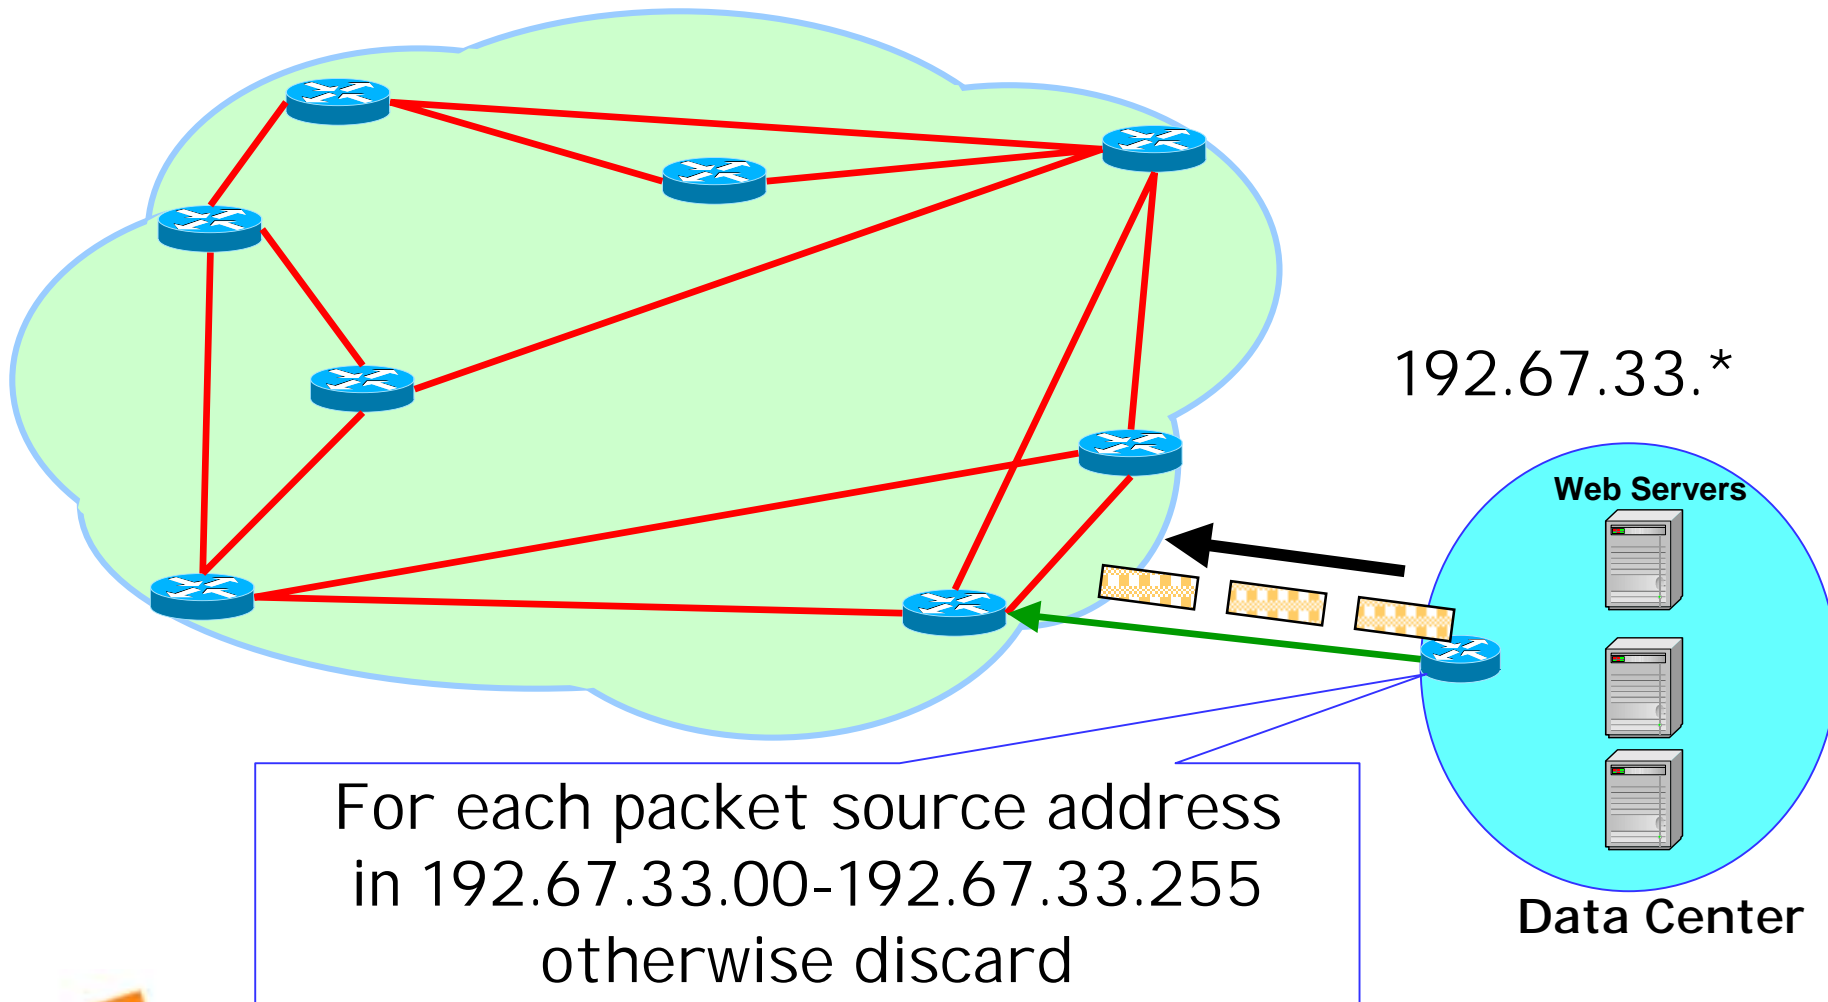 192.67.33.*
Web Servers
Data Center
For each packet source address
in 192.67.33.00-192.67.33.255
otherwise discard